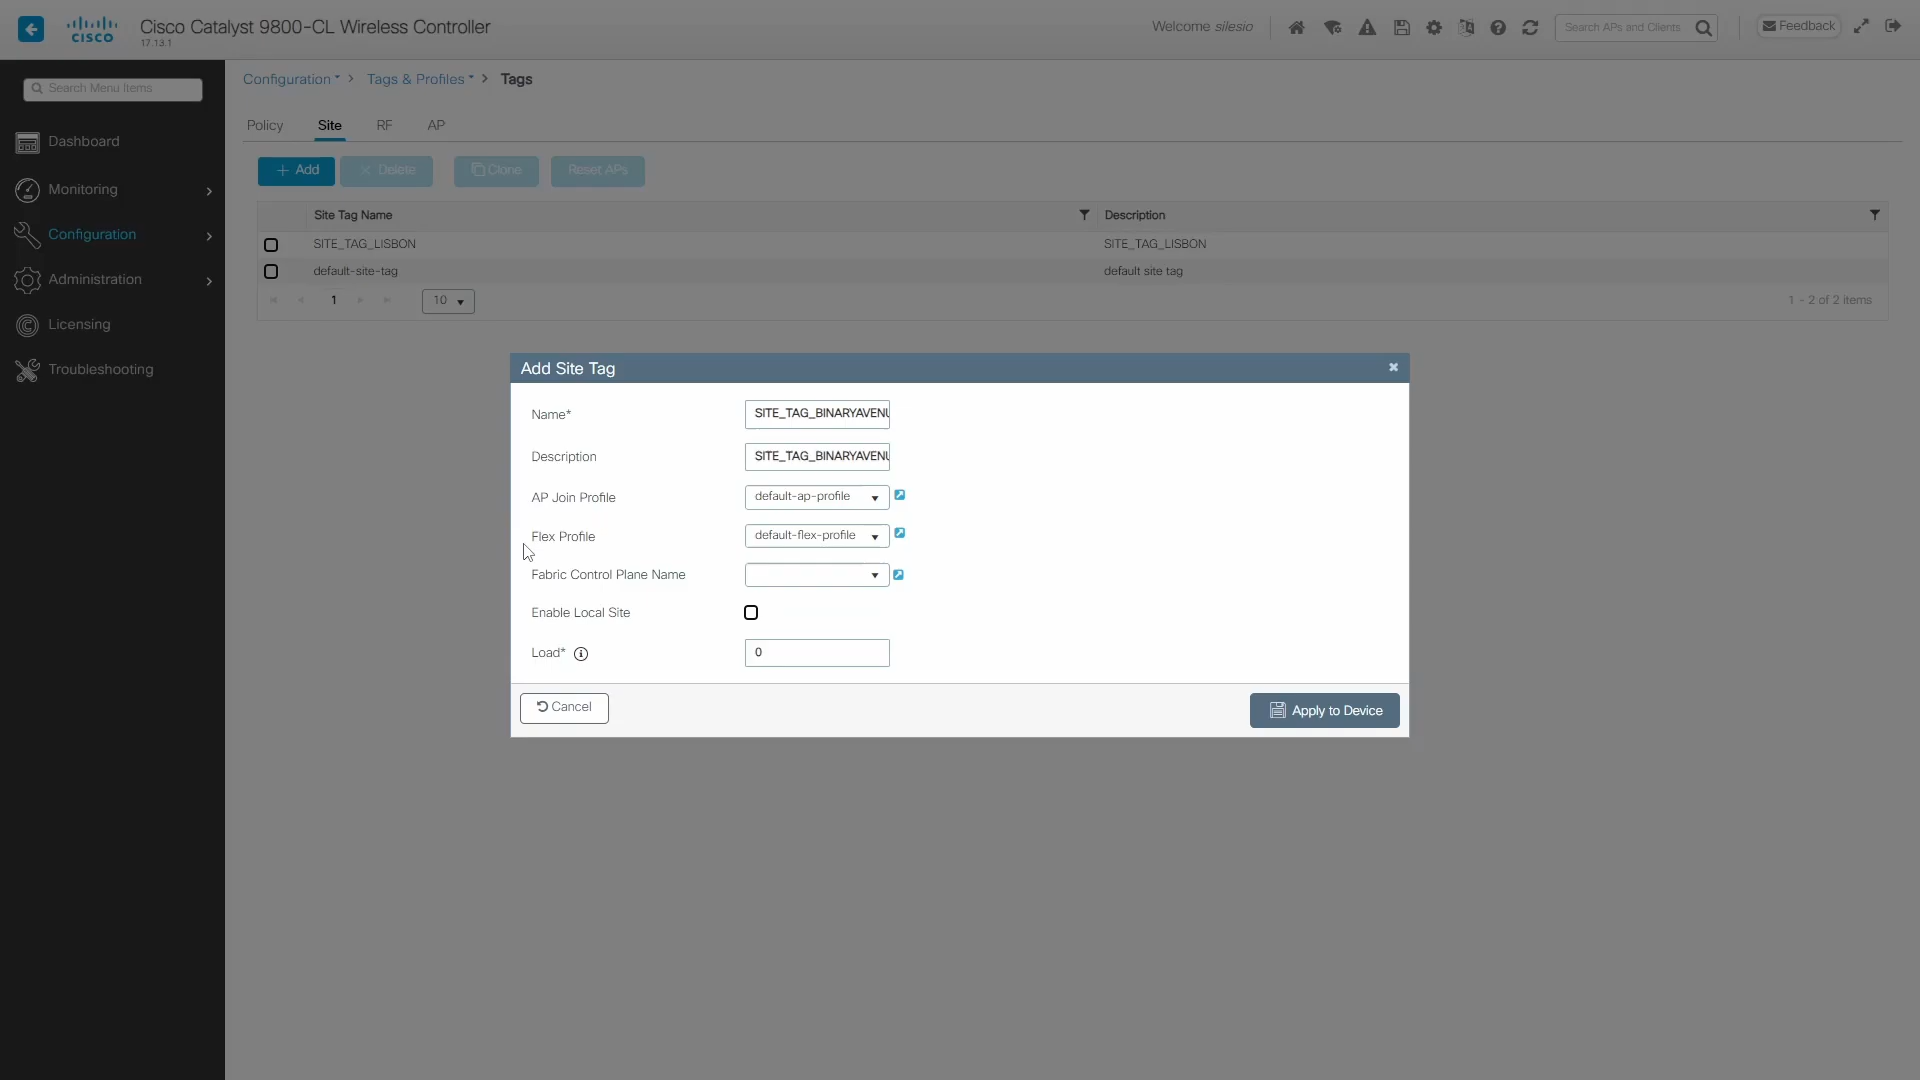 Cisco Catalyst 9800-CL Wireless Controller
17.13.1
CISCO
Welcome silesio
Search APs and Clients
Feedback
Search Menu Items
Dashboard
Monitoring
Configuration
Administration
Licensing
Troubleshooting
Configuration > Tags & Profiles > Tags
Policy Site RF AP
+ Add × Delete Clone Reset APs
Site Tag Name Description
SITE_TAG_LISBON SITE_TAG_LISBON
default-site-tag default site tag
1 10 1 - 2 of 2 items
Add Site Tag
Name* SITE_TAG_BINARYAVENU
Description SITE_TAG_BINARYAVENU
AP Join Profile default-ap-profile
Flex Profile default-flex-profile
Fabric Control Plane Name
Enable Local Site
Load* 0
Cancel Apply to Device